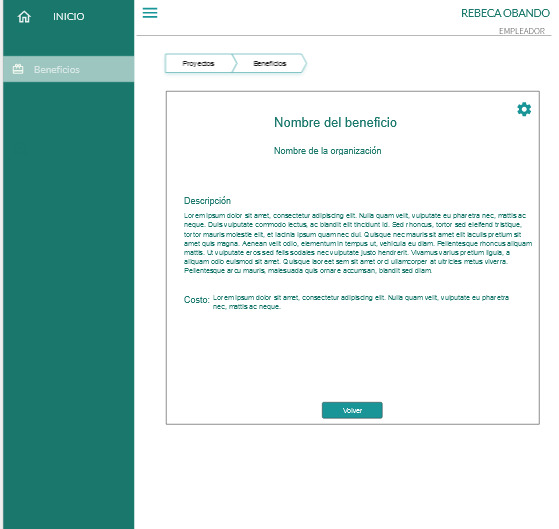 INICIO
REBECA OBANDO
EMPLEADOR
Beneficios
Proyectos
Beneficios
Nombre del beneficio
Nombre de la organización
Descripción
Lorem ipsum dolor sit amet, consectetur adipiscing elit. Nulla quam velit, vulputate eu pharetra nec, mattis ac
neque. Duis vulputate commodo lectus, ac blandit elit tincidunt id. Sed rhoncus, tortor sed eleifend tristique,
tortor mauris molestie elit, et lacinia ipsum quam nec dui. Quisque nec mauris sit amet elit iaculis pretium sit
amet quis magna. Aenean velit odio, elementum in tempus ut, vehicula eu diam. Pellentesque rhoncus aliquam
mattis. Ut vulputate eros sed felis sodales nec vulputate justo hendrerit. Vivamus varius pretium ligula, a
aliquam odio euismod sit amet. Quisque laoreet sem sit amet orci ullamcorper at ultricies metus viverra.
Pellentesque arcu mauris, malesuada quis ornare accumsan, blandit sed diam.
Costo: Lorem ipsum dolor sit amet, consectetur adipiscing elit. Nulla quam velit, vulputate eu pharetra
nec, mattis ac neque.
Volver